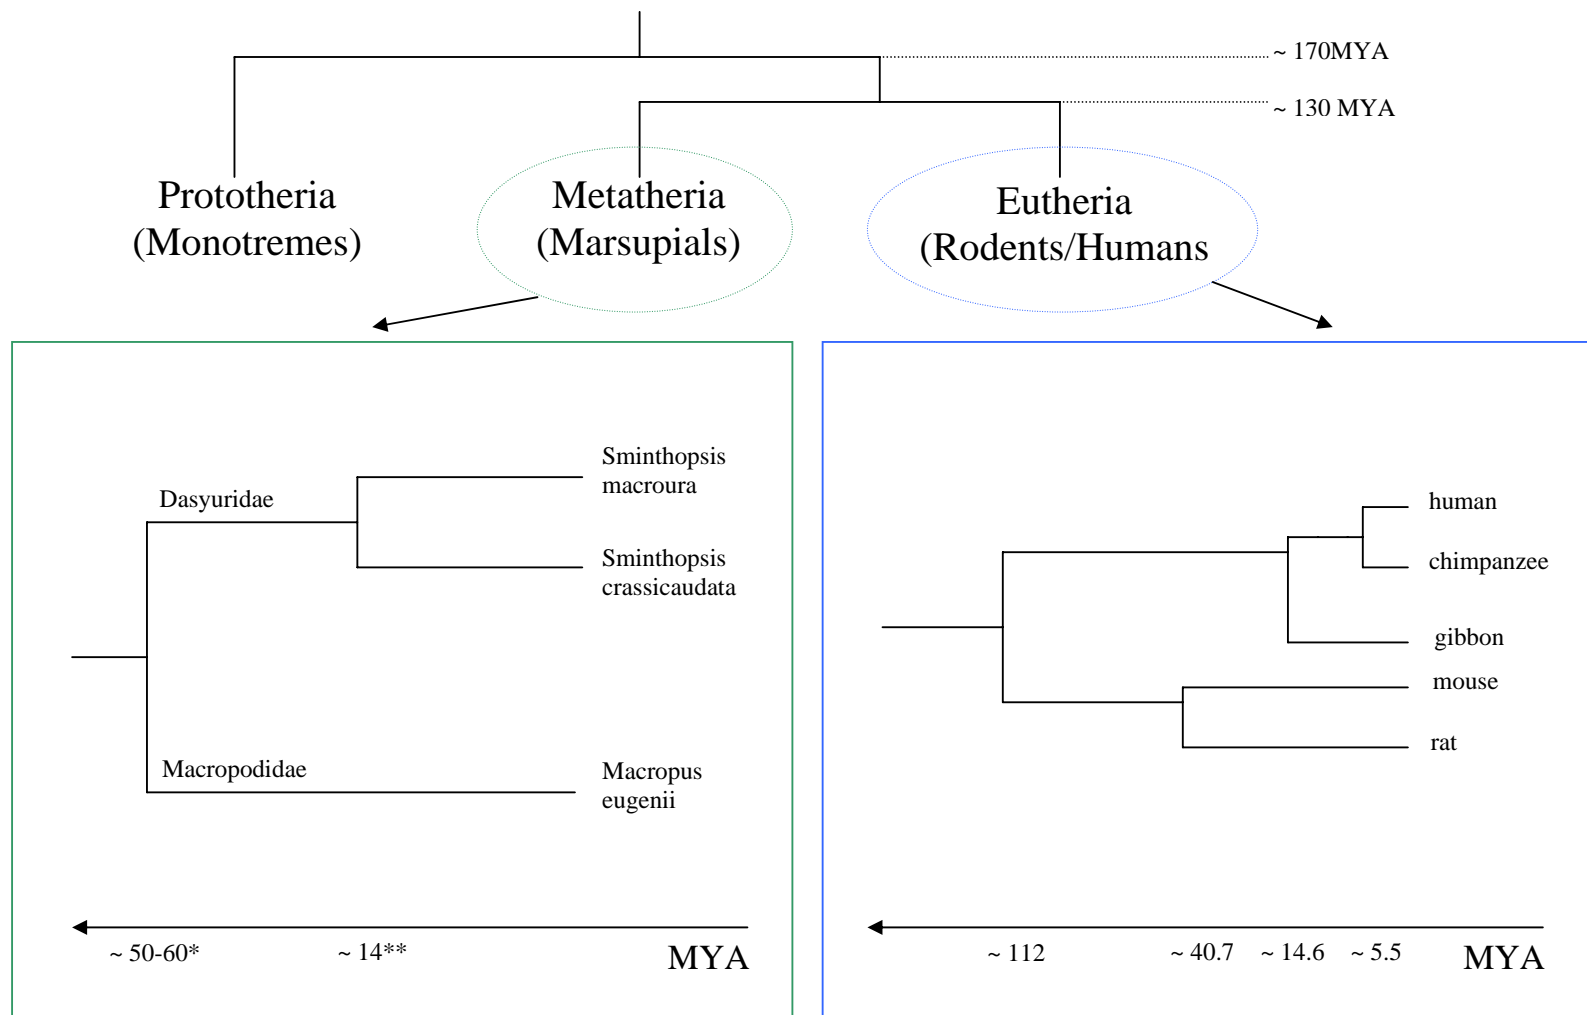 ~ 170MYA
~ 130 MYA
Prototheria
(Monotremes)
Metatheria
(Marsupials)
Eutheria
(Rodents/Humans
Dasyuridae
Sminthopsis
macroura
Sminthopsis
crassicaudata
Macropodidae
Macropus
eugenii
~ 50-60*
~ 14**
MYA
human
chimpanzee
gibbon
mouse
rat
~ 112
~ 40.7
~ 14.6
~ 5.5
MYA